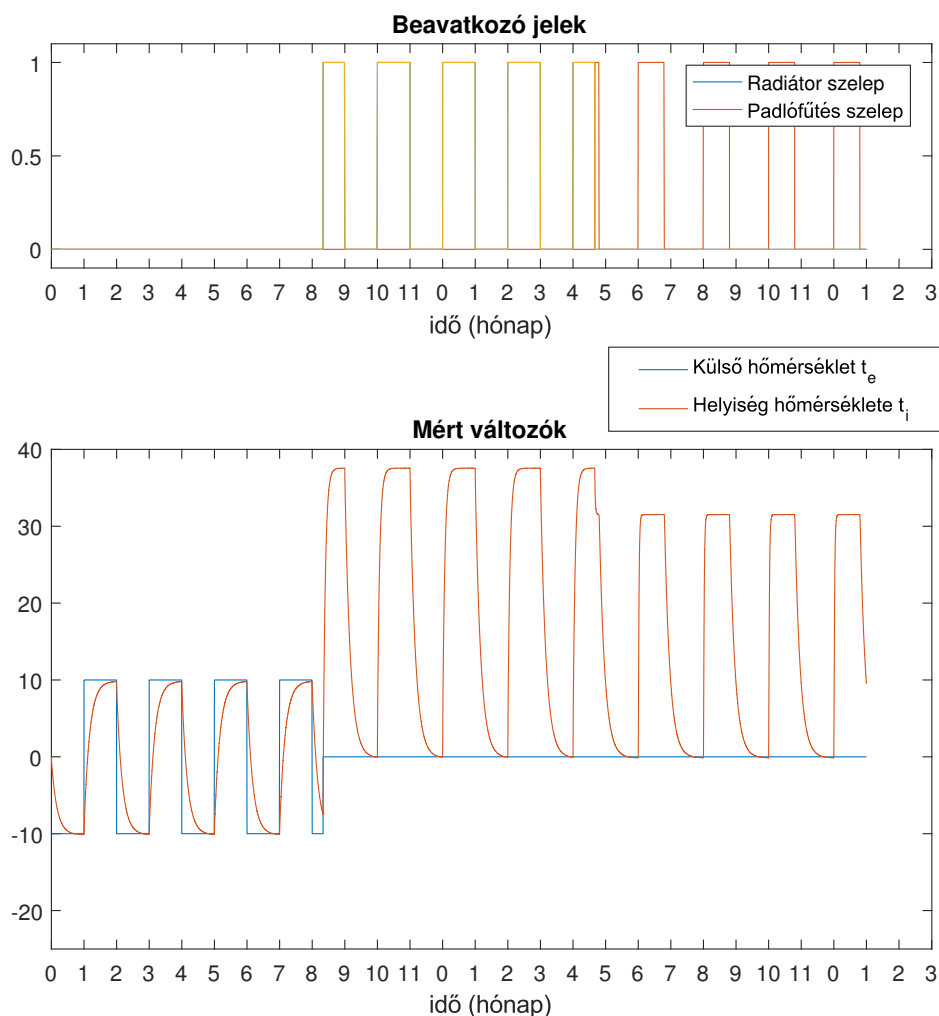 Beavatkozó jelek
1
0.5
0
Radiátor szelep
Padlófűtés szelep
0 1 2 3 4 5 6 7 8 9 10 11 0 1 2 3 4 5 6 7 8 9 10 0 1 2 3
idő (hónap)
Külső hőmérséklet t_e
Helyiség hőmérséklete t_i
Mért változók
40
30
20
10
0
-10
-20
0 1 2 3 4 5 6 7 8 9 10 11 0 1 2 3 4 5 6 7 8 9 10 0 1 2 3
idő (hónap)